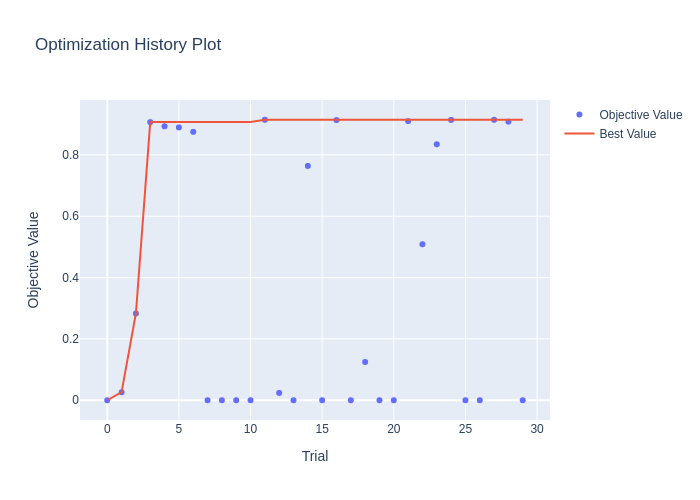 Optimization History Plot
Objective Value
Best Value
0.8
0.6
0.4
0.2
0
Objective Value
0 5 10 15 20 25 30
Trial